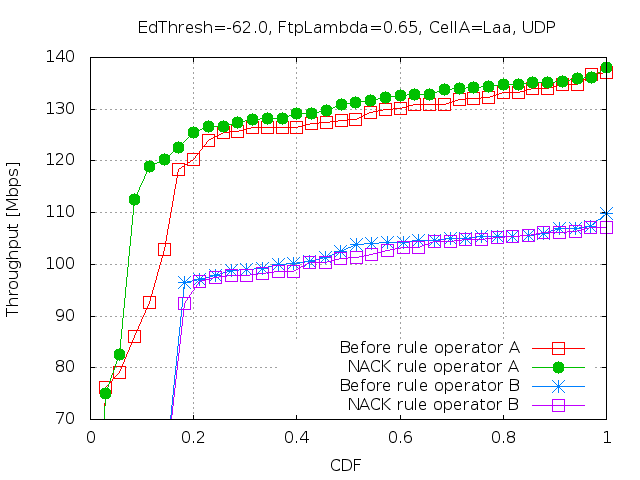 EdThresh=-62.0, FtpLambda=0.65, CellA=Laa, UDP
140
130
120
110
100
90
80
70
Throughput [Mbps]
Before rule operator A
NACK rule operator A
Before rule operator B
NACK rule operator B
0 0.2 0.4 0.6 0.8 1
CDF